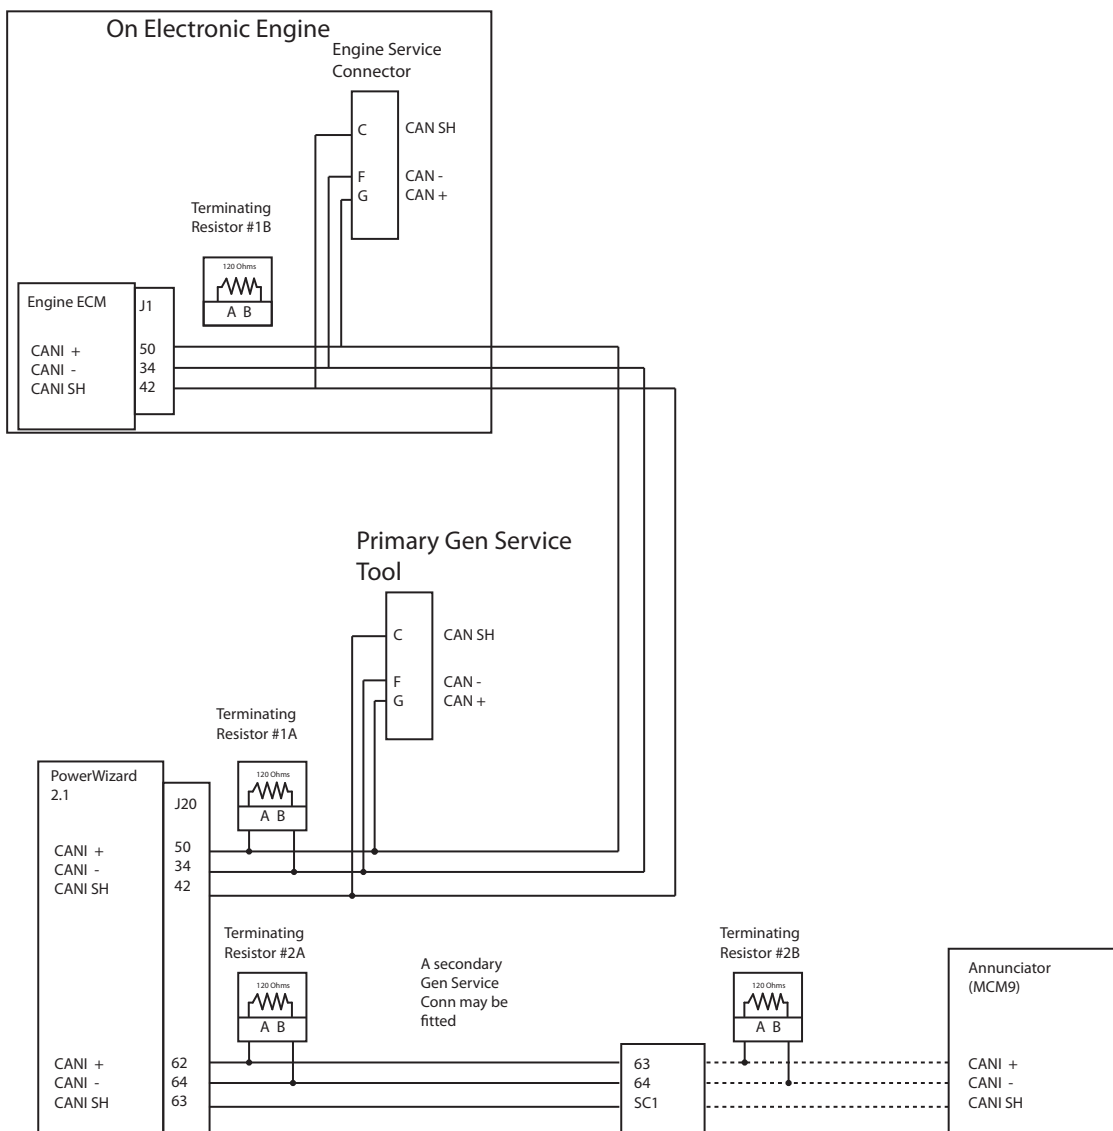 On Electronic Engine
Engine Service
Connector
C CAN SH
F CAN -
G CAN +
Terminating
Resistor #1B
120 Ohms
A B
Engine ECM
J1
CANI + 50
CANI - 34
CANI SH 42
Primary Gen Service
Tool
C CAN SH
F CAN -
G CAN +
Terminating
Resistor #1A
120 Ohms
A B
PowerWizard
2.1
J20
CANI + 50
CANI - 34
CANI SH 42
Terminating
Resistor #2A
120 Ohms
A B
A secondary
Gen Service
Conn may be
fitted
Terminating
Resistor #2B
120 Ohms
A B
Annunciator
(MCM9)
CANI + 62 63 CANI +
CANI - 64 64 CANI -
CANI SH 63 SC1 CANI SH